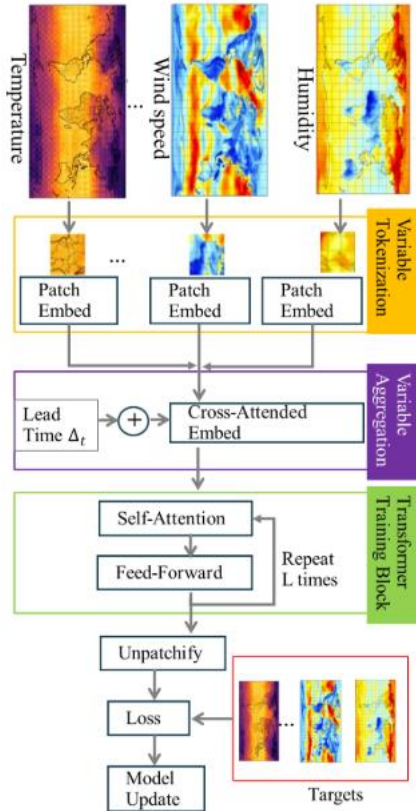 Temperature
...
Wind speed
Humidity
Variable
Tokenization
...
Patch
Embed
Patch
Embed
Patch
Embed
Variable
Aggregation
Lead
Time Δt
+
Cross-Attended
Embed
Transformer
Training Block
Self-Attention
Feed-Forward
Repeat
L times
Unpatchify
Loss
...
Model
Update
Targets